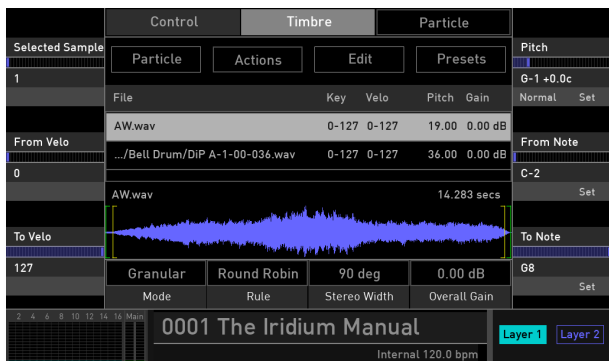 Control Timbre Particle
Selected Sample
1
Particle Actions Edit Presets
Pitch
G-1 +0.0c
Normal Set
File Key Velo Pitch Gain
AW.wav 0-127 0-127 19.00 0.00 dB
.../Bell Drum/DiP A-1-00-036.wav 0-127 0-127 36.00 0.00 dB
From Velo
0
From Note
C-2
Set
AW.wav 14.283 secs
To Velo
127
To Note
G8
Set
Granular Round Robin 90 deg 0.00 dB
Mode Rule Stereo Width Overall Gain
2 4 6 8 10 12 14 16 Main
0001 The Iridium Manual
Internal 120.0 bpm
Layer 1 Layer 2